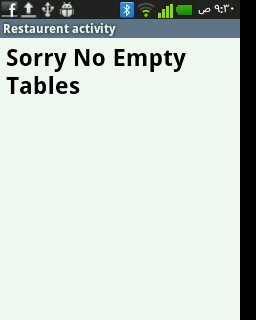 ٩:٣٠ ص
Restaurent activity
Sorry No Empty
Tables